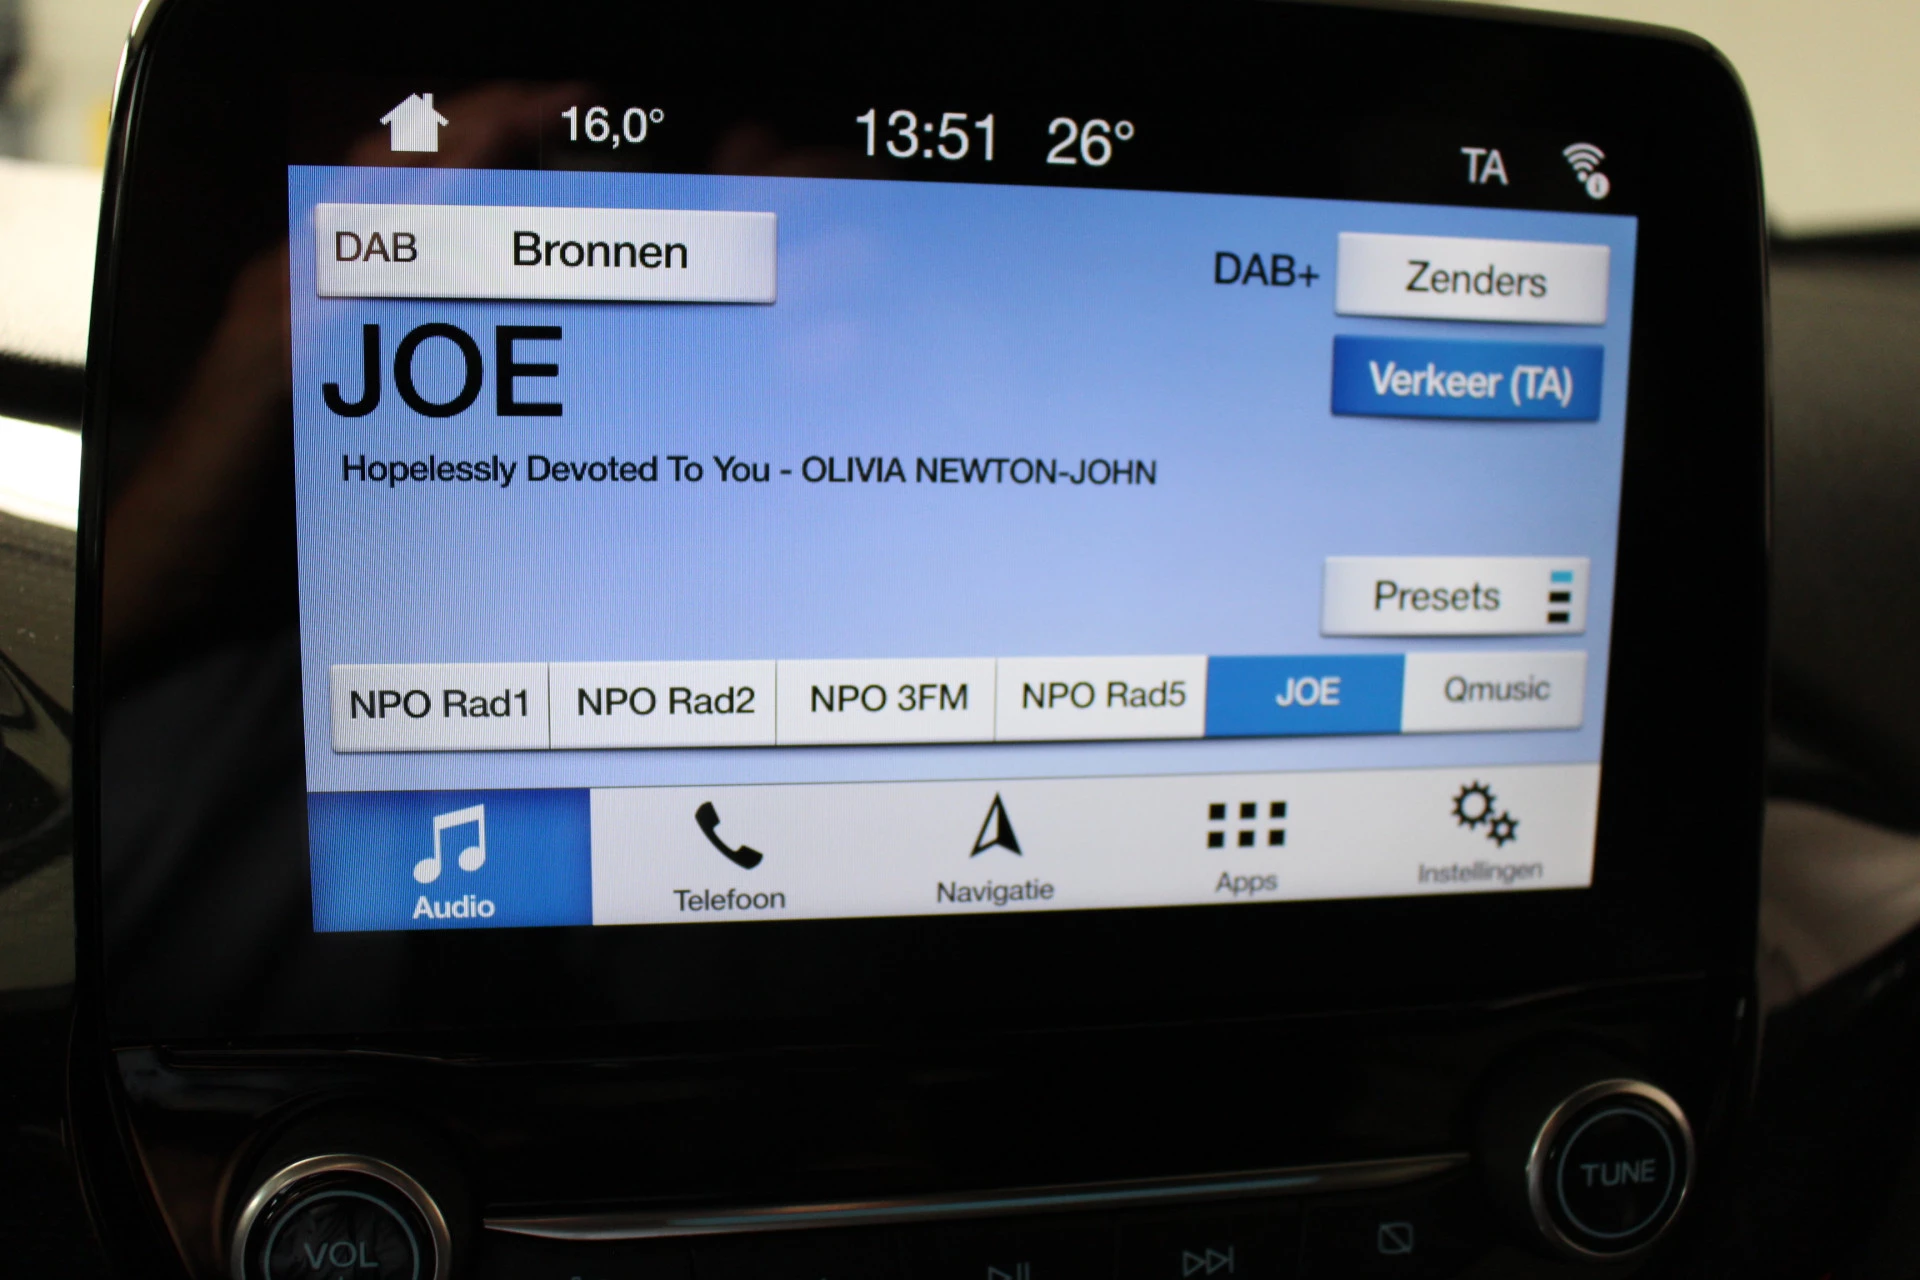 16,0° 13:51 26° TA
DAB Bronnen DAB+ Zenders
JOE Verkeer (TA)
Hopelessly Devoted To You - OLIVIA NEWTON-JOHN
Presets
NPO Rad1 NPO Rad2 NPO 3FM NPO Rad5 JOE Qmusic
Audio Telefoon Navigatie Apps Instellingen
TUNE
VOL